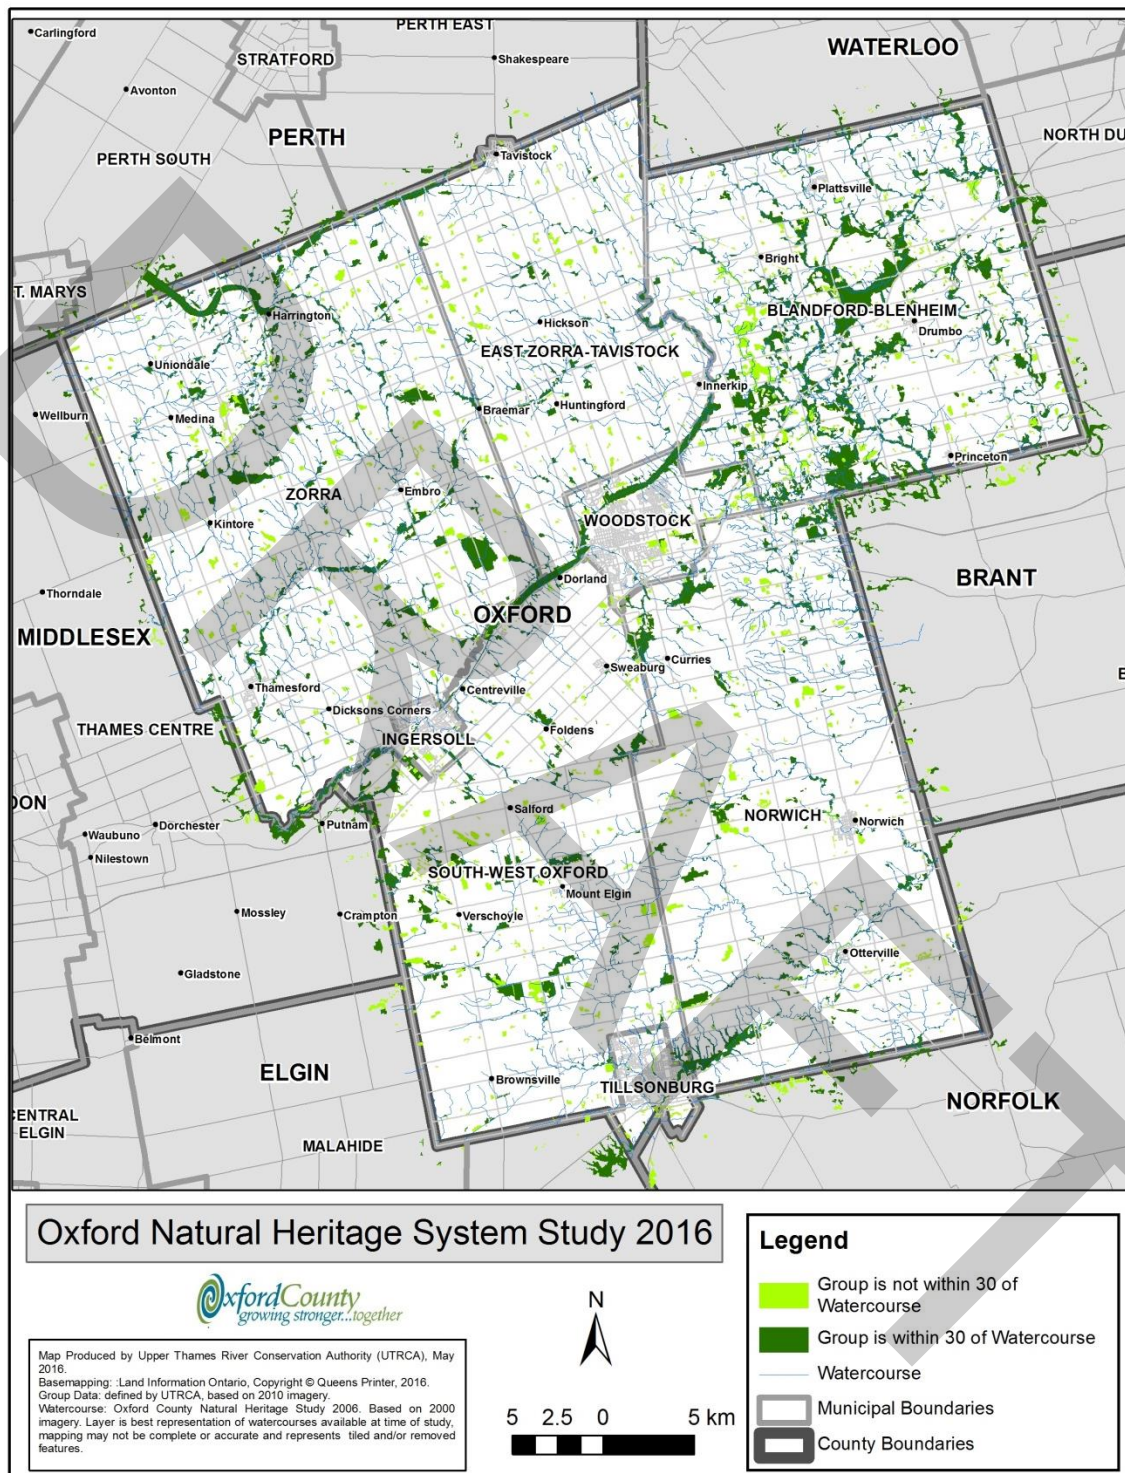 PERTH EAST
Carlingford
WATERLOO
STRATFORD
Shakespeare
Avonton
PERTH
NORTH DU
PERTH SOUTH
Tavistock
Plattsville
Bright
T. MARYS
Harrington
BLANDFORD-BLENHEIM
Hickson
Drumbo
EAST ZORRA-TAVISTOCK
Uniondale
Innerkip
Wellburn
Medina
Braemar
Huntingford
Princeton
ZORRA
Embro
Kintore
WOODSTOCK
Dorland
BRANT
Thorndale
OXFORD
MIDDLESEX
Sweaburg
Curries
Thamesford
Centreville
Dicksons Corners
THAMES CENTRE
INGERSOLL
Foldens
DON
Salford
NORWICH
Norwich
Dorchester
Putnam
Waubuno
Nilestown
SOUTH-WEST OXFORD
Mount Elgin
Mossley
Crampton
Verschoyle
Otterville
Gladstone
Belmont
ELGIN
Brownsville
TILLSONBURG
NORFOLK
CENTRAL
ELGIN
MALAHIDE
DRAFT
Oxford Natural Heritage System Study 2016
OxfordCounty
growing stronger...together
Map Produced by Upper Thames River Conservation Authority (UTRCA), May
2016.
Basemapping: :Land Information Ontario, Copyright © Queens Printer, 2016.
Group Data: defined by UTRCA, based on 2010 imagery.
Watercourse: Oxford County Natural Heritage Study 2006. Based on 2000
imagery. Layer is best representation of watercourses available at time of study,
mapping may not be complete or accurate and represents tiled and/or removed
features.
N
5 2.5 0 5 km
Legend
Group is not within 30 of
Watercourse
Group is within 30 of Watercourse
Watercourse
Municipal Boundaries
County Boundaries